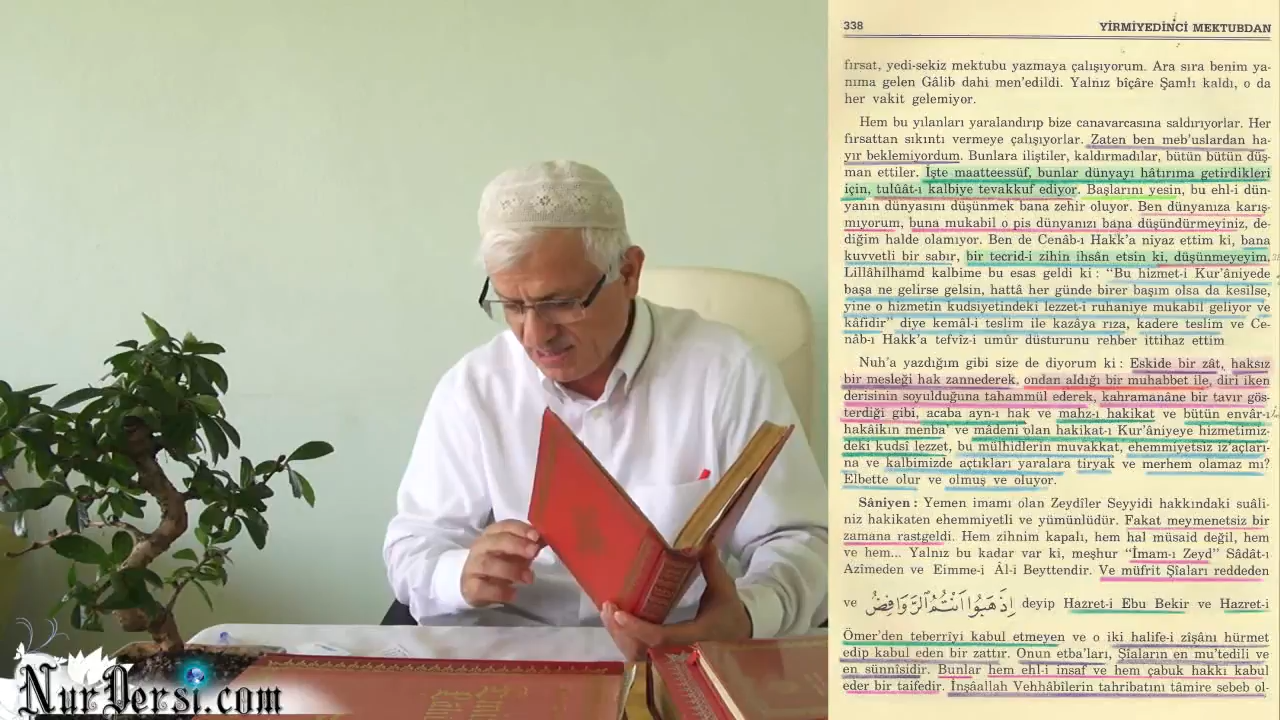 338 YİRMİYEDİNCİ MEKTUBDAN
fırsat, yedi-sekiz mektubu yazmaya çalışıyorum. Ara sıra benim ya-
nıma gelen Gâlib dahi men'edildi. Yalnız bîçâre Şamlı kaldı, o da
her vakit gelemiyor.
Hem bu yılanları yaralandırıp bize canavarcasına saldırıyorlar. Her
fırsattan sıkıntı vermeye çalışıyorlar. Zaten ben meb'uslardan ha-
yır beklemiyordum. Bunlara iliştiler, kaldırmadılar, bütün bütün düş-
man ettiler. İşte maatteessüf, bunlar dünyayı hâtırıma getirdikleri
için, tulûât-ı kalbiye tevakkuf ediyor. Başlarını yesin, bu ehl-i dün-
yanın dünyasını düşünmek bana zehir oluyor. Ben dünyanıza karış-
mıyorum, buna mukabil o pis dünyanızı bana düşündürmeyiniz, de-
diğim halde olamıyor. Ben de Cenâb-ı Hakk'a niyaz ettim ki, bana
kuvvetli bir sabır, bir tecrid-i zihin ihsân etsin ki, düşünmeyeyim.
Lillâhilhamd kalbime bu esas geldi ki : "Bu hizmet-i Kur'âniyede
başa ne gelirse gelsin, hattâ her günde birer başım olsa da kesilse,
yine o hizmetin kudsiyetindeki lezzet-i ruhaniye mukabil geliyor ve
kâfidir" diye kemâl-i teslim ile kazâya rıza, kadere teslim ve Ce-
nâb-ı Hakk'a tefvîz-i umûr düsturunu rehber ittihaz ettim
Nuh'a yazdığım gibi size de diyorum ki : Eskide bir zât, haksız
bir mesleği hak zannederek, ondan aldığı bir muhabbet ile, diri iken
derisinin soyulduğuna tahammül ederek, kahramanâne bir tavır gös-
terdiği gibi, acaba ayn-ı hak ve mahz-ı hakikat ve bütün envâr-ı
hakâikın menba' ve mâdeni olan hakikat-ı Kur'âniyeye hizmetimiz-
deki kudsî lezzet, bu mülhidlerin muvakkat, ehemmiyetsiz iz'açları-
na ve kalbimizde açtıkları yaralara tiryak ve merhem olamaz mı?
Elbette olur ve olmuş ve oluyor.
Sâniyen : Yemen imamı olan Zeydîler Seyyidi hakkındaki suâli-
niz hakikaten ehemmiyetli ve yümünlüdür. Fakat meymenetsiz bir
zamana rastgeldi. Hem zihnim kapalı, hem hal müsaid değil, hem
ve hem... Yalnız bu kadar var ki, meşhur "İmam-ı Zeyd" Sâdât-ı
Azîmeden ve Eimme-i Âl-i Beyttendir. Ve müfrit Şîaları reddeden
ve اِذْهَبُوا اَنْتُمُ الرَّوَافِضُ deyip Hazret-i Ebu Bekir ve Hazret-i
Ömer'den teberrîyi kabul etmeyen ve o iki halife-i zîşânı hürmet
edip kabul eden bir zattır. Onun etba'ları, Şîaların en mu'tedili ve
en sünnîsidir. Bunlar hem ehl-i insaf ve hem çabuk hakkı kabul
eder bir taifedir. İnşâallah Vehhâbîlerin tahribatını tâmire sebeb ol-
NurDersi.com